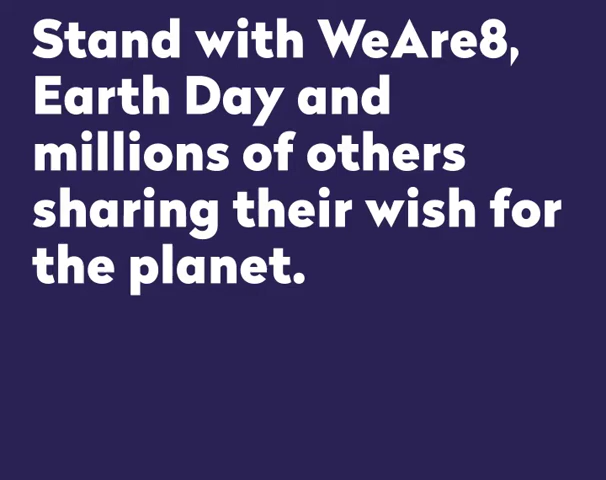 Stand with WeAre8,
Earth Day and
millions of others
sharing their wish for
the planet.